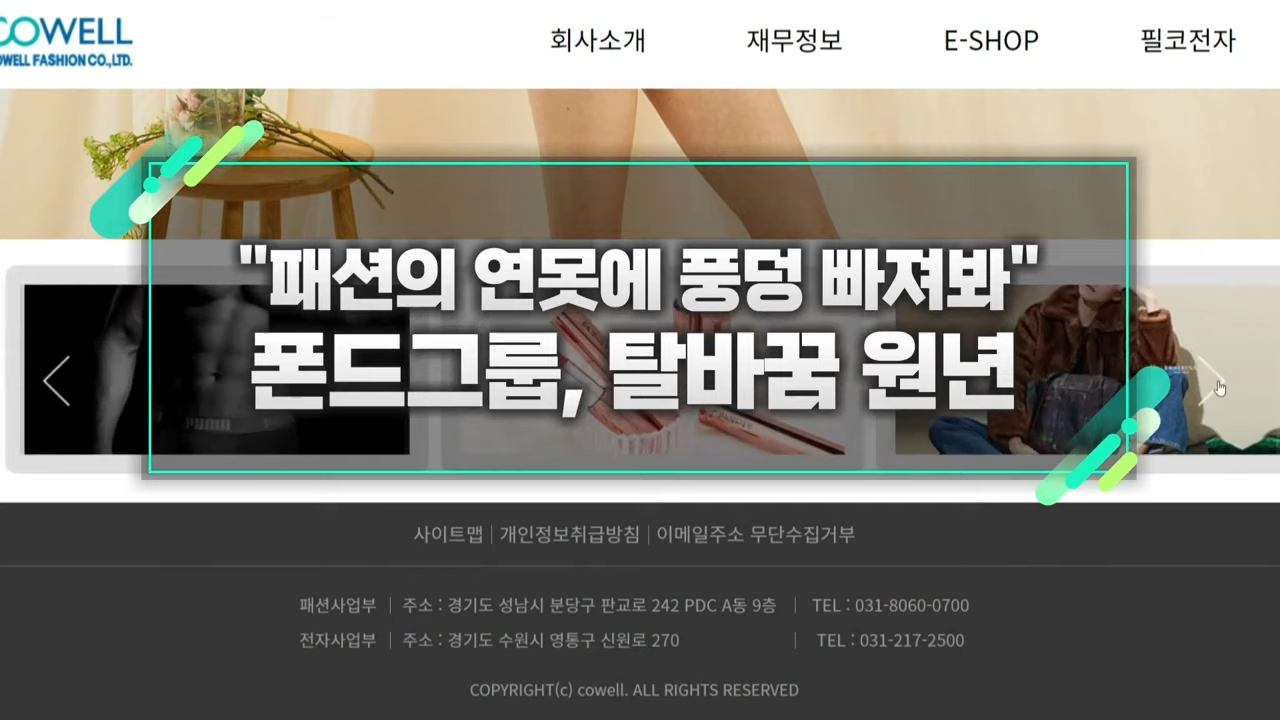 COWELL
OWELL FASHION CO.,LTD.
회사소개
재무정보
E-SHOP
필코전자
"패션의 연못에 풍덩 빠져봐"
폰드그룹, 탈바꿈 원년
PUMA
사이트맵 | 개인정보취급방침 | 이메일주소 무단수집거부
패션사업부 | 주소 : 경기도 성남시 분당구 판교로 242 PDC A동 9층 | TEL : 031-8060-0700
전자사업부 | 주소 : 경기도 수원시 영통구 신원로 270 | TEL : 031-217-2500
COPYRIGHT(c) cowell. ALL RIGHTS RESERVED